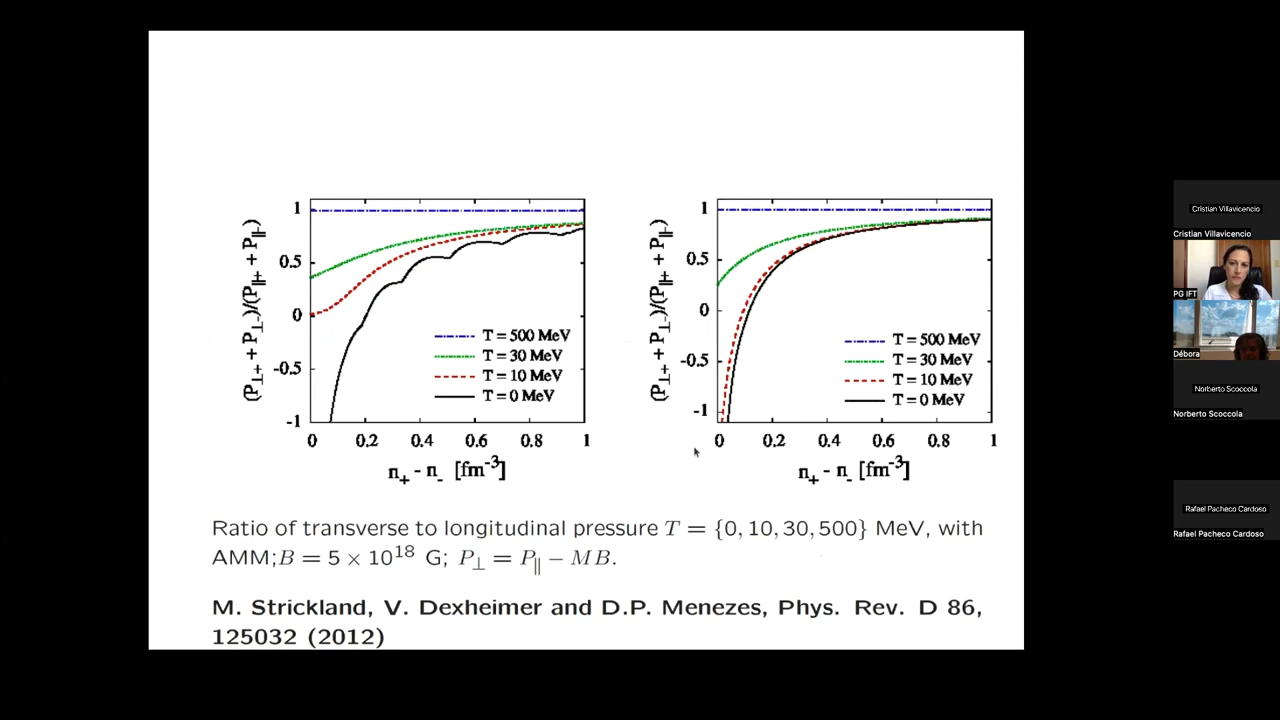 (P⊥+ + P⊥-)/(P||+ + P||-)
1
0.5
0
-0.5
-1
T = 500 MeV
T = 30 MeV
T = 10 MeV
T = 0 MeV
0 0.2 0.4 0.6 0.8 1
n+ - n- [fm-3]
(P⊥+ + P⊥-)/(P||+ + P||-)
1
0.5
0
-0.5
-1
T = 500 MeV
T = 30 MeV
T = 10 MeV
T = 0 MeV
0 0.2 0.4 0.6 0.8 1
n+ - n- [fm-3]
Ratio of transverse to longitudinal pressure T = {0, 10, 30, 500} MeV, with
AMM;B = 5 × 10^18 G; P⊥ = P|| − MB.
M. Strickland, V. Dexheimer and D.P. Menezes, Phys. Rev. D 86,
125032 (2012)
Cristian Villavicencio
Cristian Villavicencio
PG IFT
Débora
Norberto Scoccola
Norberto Scoccola
Rafael Pacheco Cardoso
Rafael Pacheco Cardoso